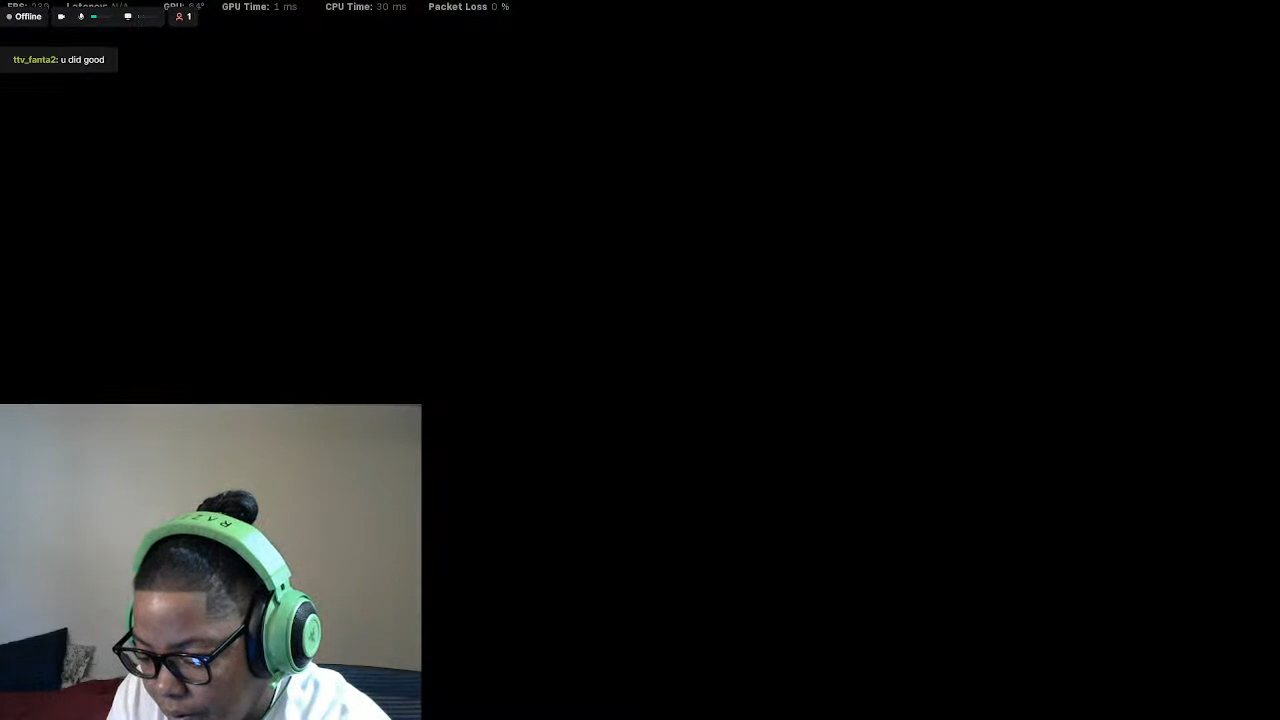 GPU Time: 1 ms CPU Time: 30 ms Packet Loss 0 %
Offline 1
ttv_fanta2: u did good